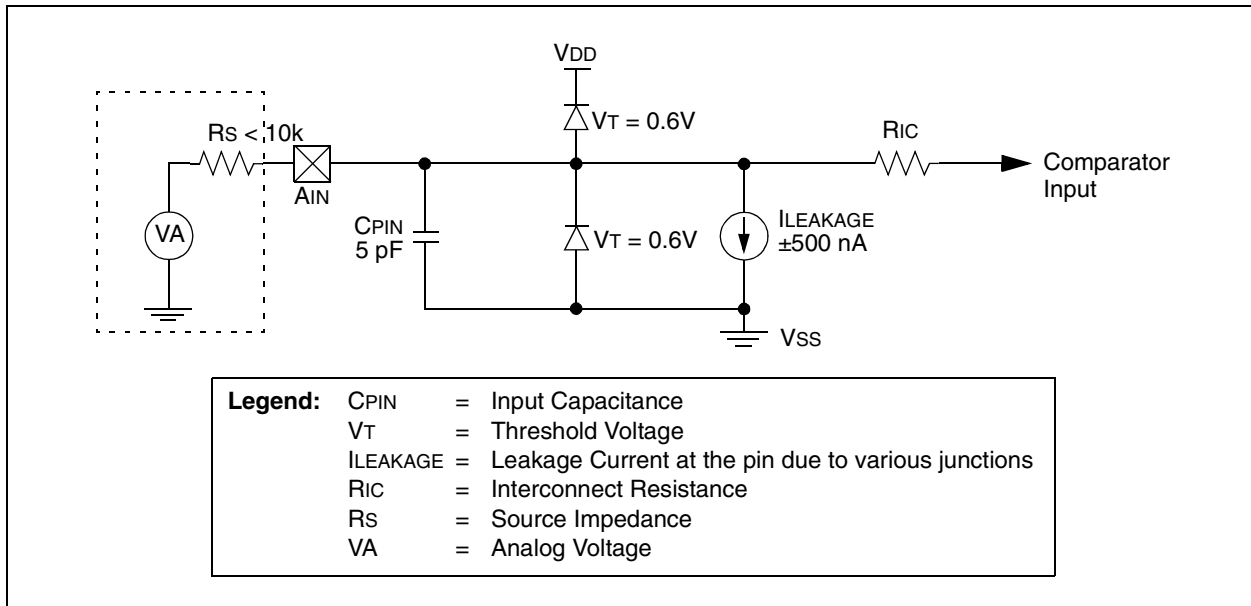 VDD
VT = 0.6V
RS < 10k
RIC
AIN
Comparator
Input
VA
CPIN
5 pF
VT = 0.6V
ILEAKAGE
±500 nA
VSS
Legend: CPIN = Input Capacitance
VT = Threshold Voltage
ILEAKAGE = Leakage Current at the pin due to various junctions
RIC = Interconnect Resistance
RS = Source Impedance
VA = Analog Voltage